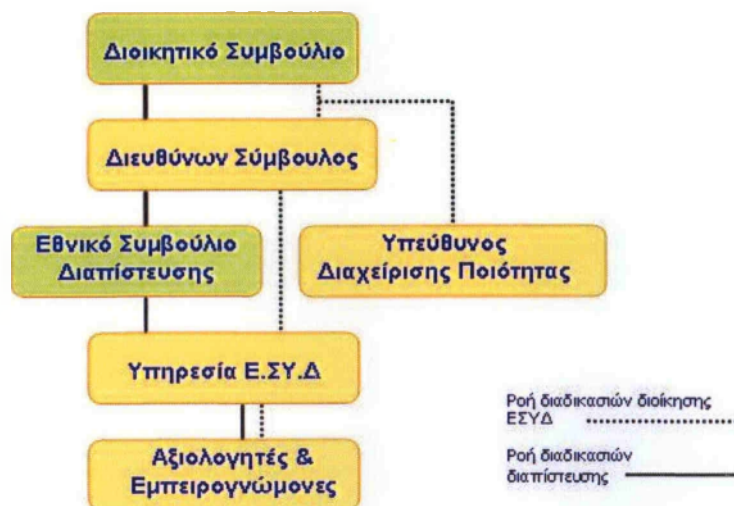 Διοικητικό Συμβούλιο
Διευθύνων Σύμβουλος
Εθνικό Συμβούλιο
Διαπίστευσης
Υπεύθυνος
Διαχείρισης Ποιότητας
Υπηρεσία Ε.ΣΥ.Δ
Αξιολογητές &
Εμπειρογνώμονες
Ροή διαδικασιών διοίκησης
ΕΣΥΔ
Ροή διαδικασιών
διαπίστευσης